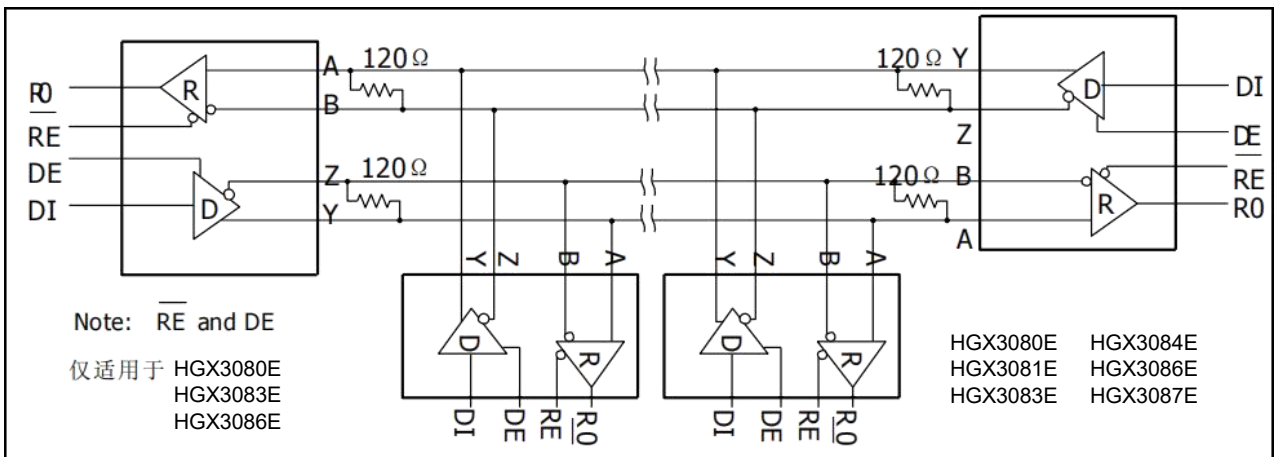 A 120Ω
120Ω Y
R
D
R0
DI
B
Z
RE
DE
DE
RE
Z 120Ω
120Ω B
D
R
DI
R0
Y
A
Y Z B A
Y Z B A
D R
D R
DI DE RE R0
DI DE RE R0
Note: RE and DE
仅适用于 HGX3080E
HGX3083E
HGX3086E
HGX3080E HGX3084E
HGX3081E HGX3086E
HGX3083E HGX3087E